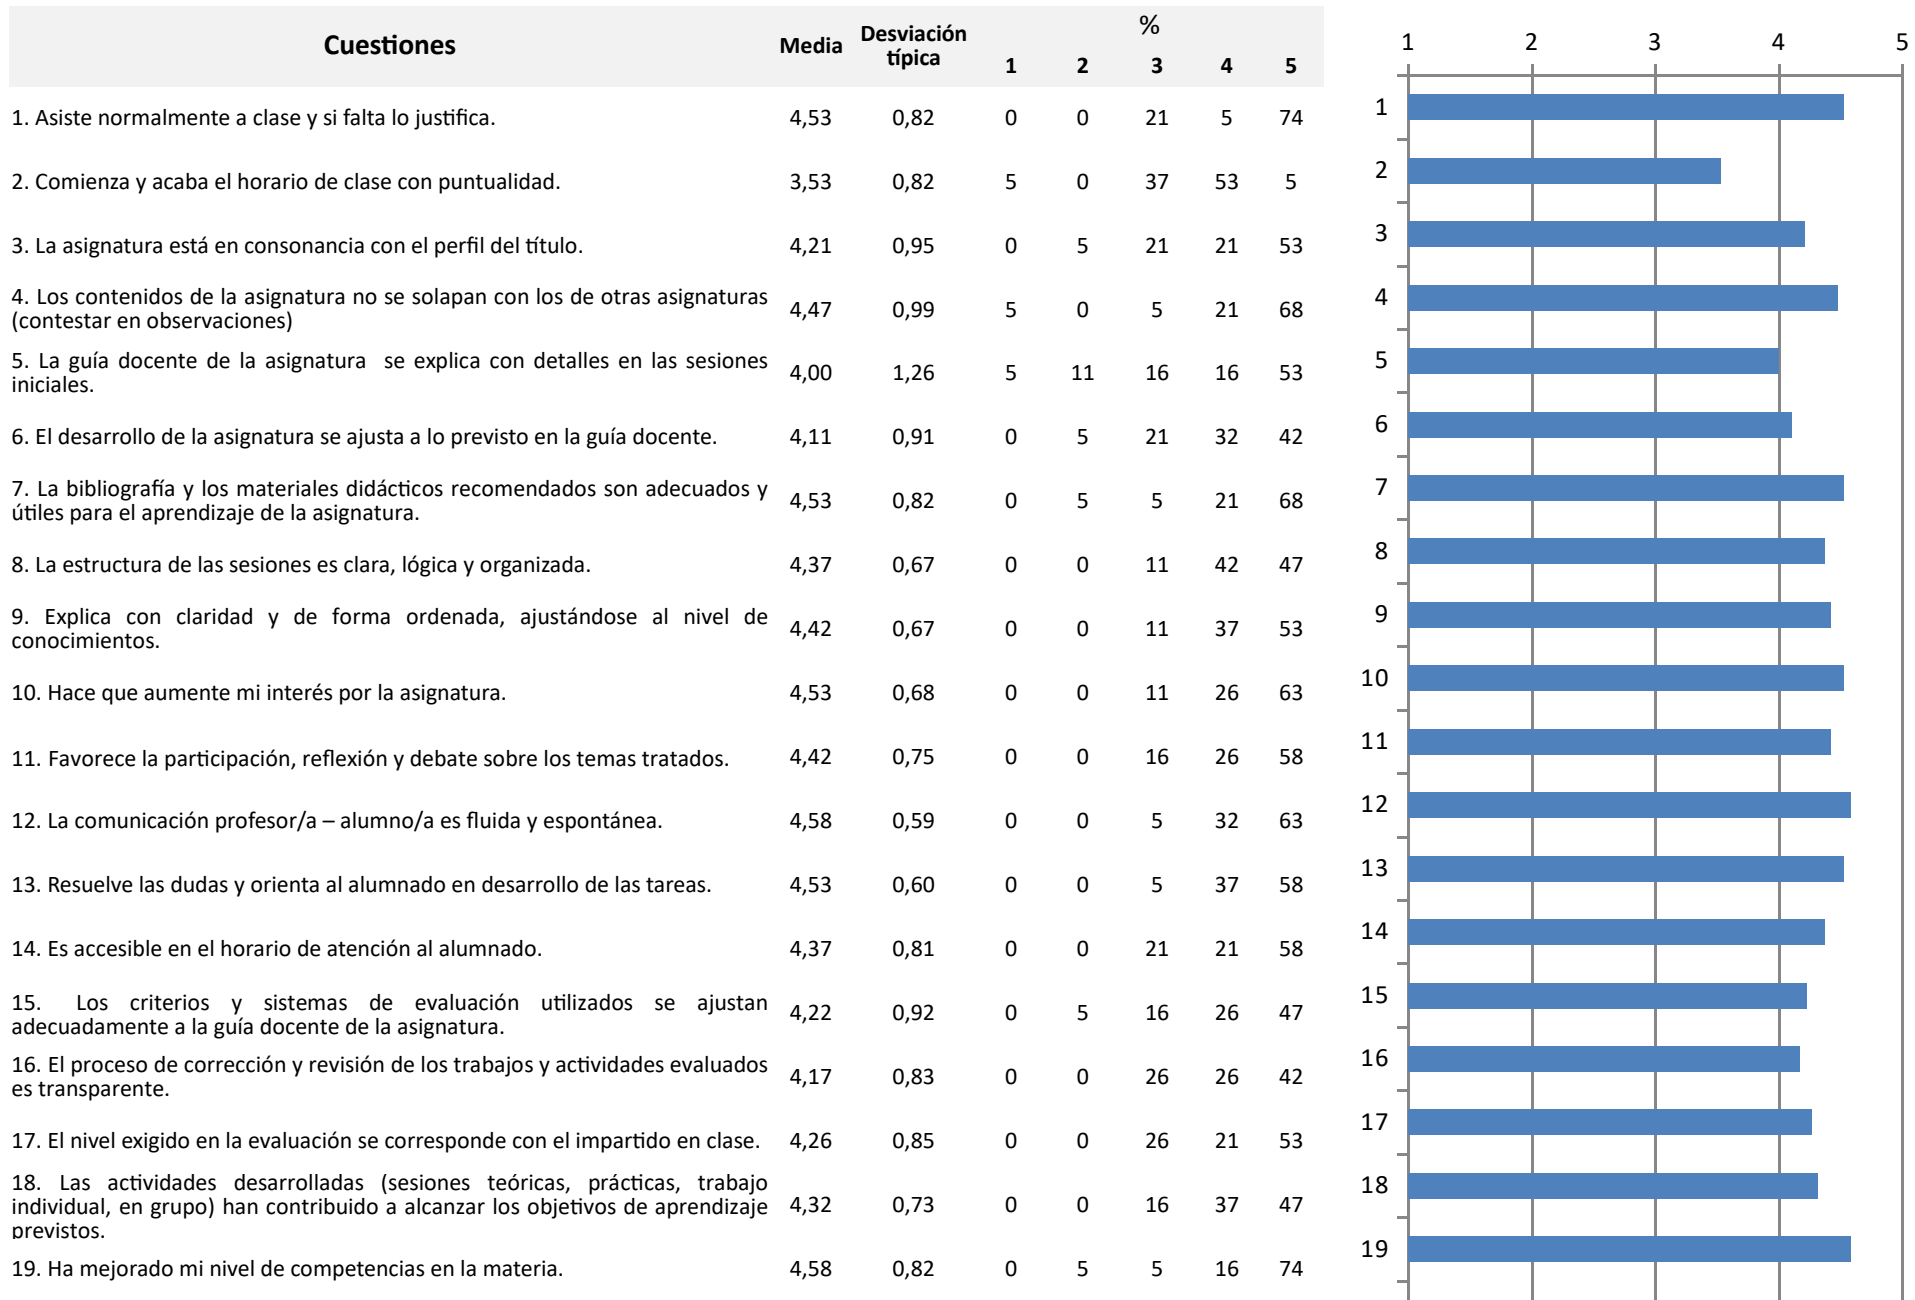 Cuestiones Media Desviación típica %
1 2 3 4 5
1. Asiste normalmente a clase y si falta lo justifica. 4,53 0,82 0 0 21 5 74
2. Comienza y acaba el horario de clase con puntualidad. 3,53 0,82 5 0 37 53 5
3. La asignatura está en consonancia con el perfil del título. 4,21 0,95 0 5 21 21 53
4. Los contenidos de la asignatura no se solapan con los de otras asignaturas
(contestar en observaciones) 4,47 0,99 5 0 5 21 68
5. La guía docente de la asignatura se explica con detalles en las sesiones
iniciales. 4,00 1,26 5 11 16 16 53
6. El desarrollo de la asignatura se ajusta a lo previsto en la guía docente. 4,11 0,91 0 5 21 32 42
7. La bibliografía y los materiales didácticos recomendados son adecuados y
útiles para el aprendizaje de la asignatura. 4,53 0,82 0 5 5 21 68
8. La estructura de las sesiones es clara, lógica y organizada. 4,37 0,67 0 0 11 42 47
9. Explica con claridad y de forma ordenada, ajustándose al nivel de
conocimientos. 4,42 0,67 0 0 11 37 53
10. Hace que aumente mi interés por la asignatura. 4,53 0,68 0 0 11 26 63
11. Favorece la participación, reflexión y debate sobre los temas tratados. 4,42 0,75 0 0 16 26 58
12. La comunicación profesor/a – alumno/a es fluida y espontánea. 4,58 0,59 0 0 5 32 63
13. Resuelve las dudas y orienta al alumnado en desarrollo de las tareas. 4,53 0,60 0 0 5 37 58
14. Es accesible en el horario de atención al alumnado. 4,37 0,81 0 0 21 21 58
15. Los criterios y sistemas de evaluación utilizados se ajustan
adecuadamente a la guía docente de la asignatura. 4,22 0,92 0 5 16 26 47
16. El proceso de corrección y revisión de los trabajos y actividades evaluados
es transparente. 4,17 0,83 0 0 26 26 42
17. El nivel exigido en la evaluación se corresponde con el impartido en clase. 4,26 0,85 0 0 26 21 53
18. Las actividades desarrolladas (sesiones teóricas, prácticas, trabajo
individual, en grupo) han contribuido a alcanzar los objetivos de aprendizaje
previstos. 4,32 0,73 0 0 16 37 47
19. Ha mejorado mi nivel de competencias en la materia. 4,58 0,82 0 5 5 16 74
1 2 3 4 5
1
2
3
4
5
6
7
8
9
10
11
12
13
14
15
16
17
18
19